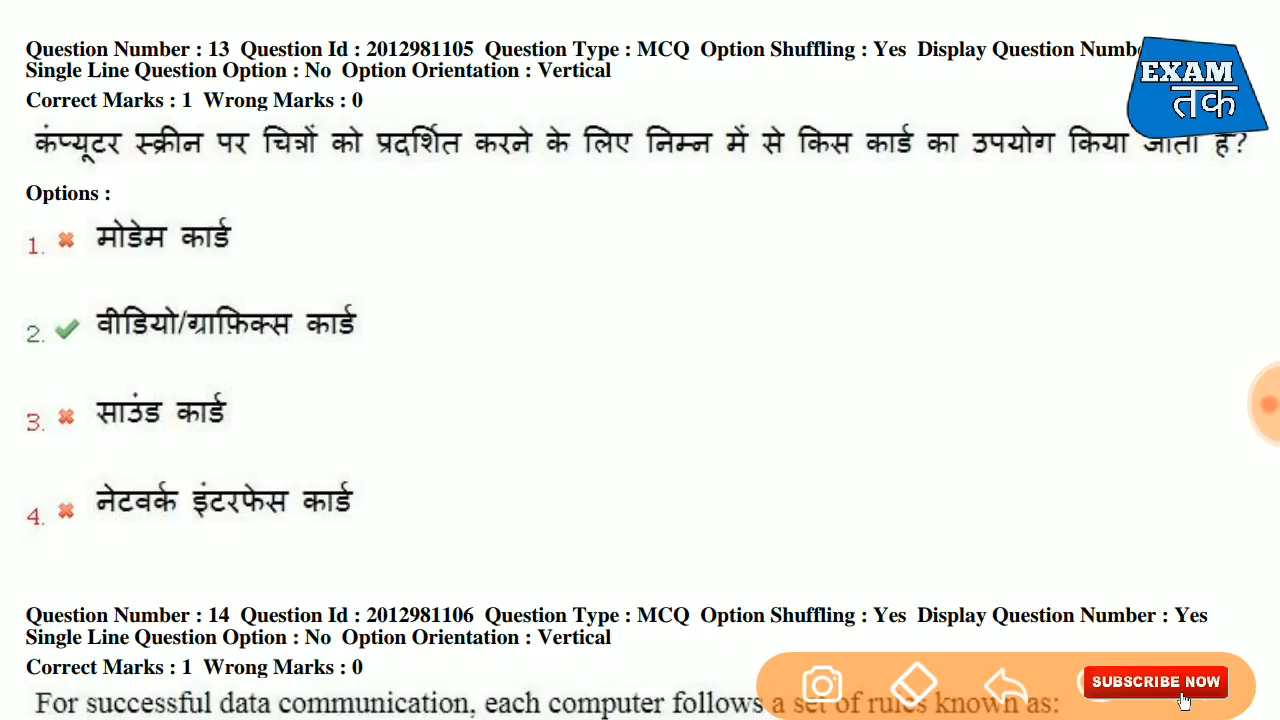 Question Number : 13 Question Id : 2012981105 Question Type : MCQ Option Shuffling : Yes Display Question
Single Line Question Option : No Option Orientation : Vertical
Correct Marks : 1 Wrong Marks : 0
EXAM
तक
कंप्यूटर स्क्रीन पर चित्रों को प्रदर्शित करने के लिए निम्न में से किस कार्ड का उपयोग किया जाता है?
Options :
1. मोडेम कार्ड
2. वीडियो/ग्राफ़िक्स कार्ड
3. साउंड कार्ड
4. नेटवर्क इंटरफेस कार्ड
Question Number : 14 Question Id : 2012981106 Question Type : MCQ Option Shuffling : Yes Display Question Number : Yes
Single Line Question Option : No Option Orientation : Vertical
Correct Marks : 1 Wrong Marks : 0
SUBSCRIBE NOW
For successful data communication, each computer follows a set of rules known as: